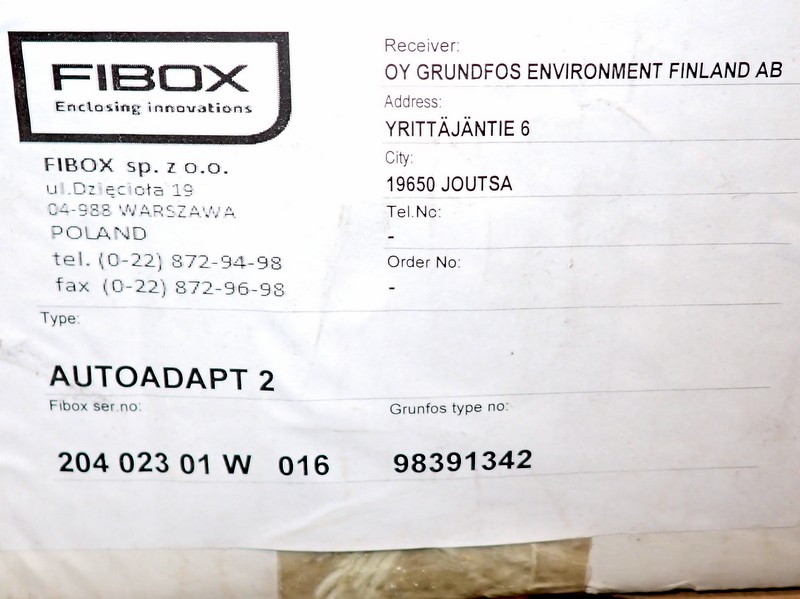 FIBOX
Enclosing innovations
FIBOX sp. z o.o.
ul.Dzięcioła 19
04-988 WARSZAWA
POLAND
tel. (0-22) 872-94-98
fax (0-22) 872-96-98
Receiver:
OY GRUNDFOS ENVIRONMENT FINLAND AB
Address:
YRITTÄJÄNTIE 6
City:
19650 JOUTSA
Tel.No:
-
Order No:
-
Type:
AUTOADAPT 2
Fibox ser.no:
204 023 01 W 016
Grunfos type no:
98391342